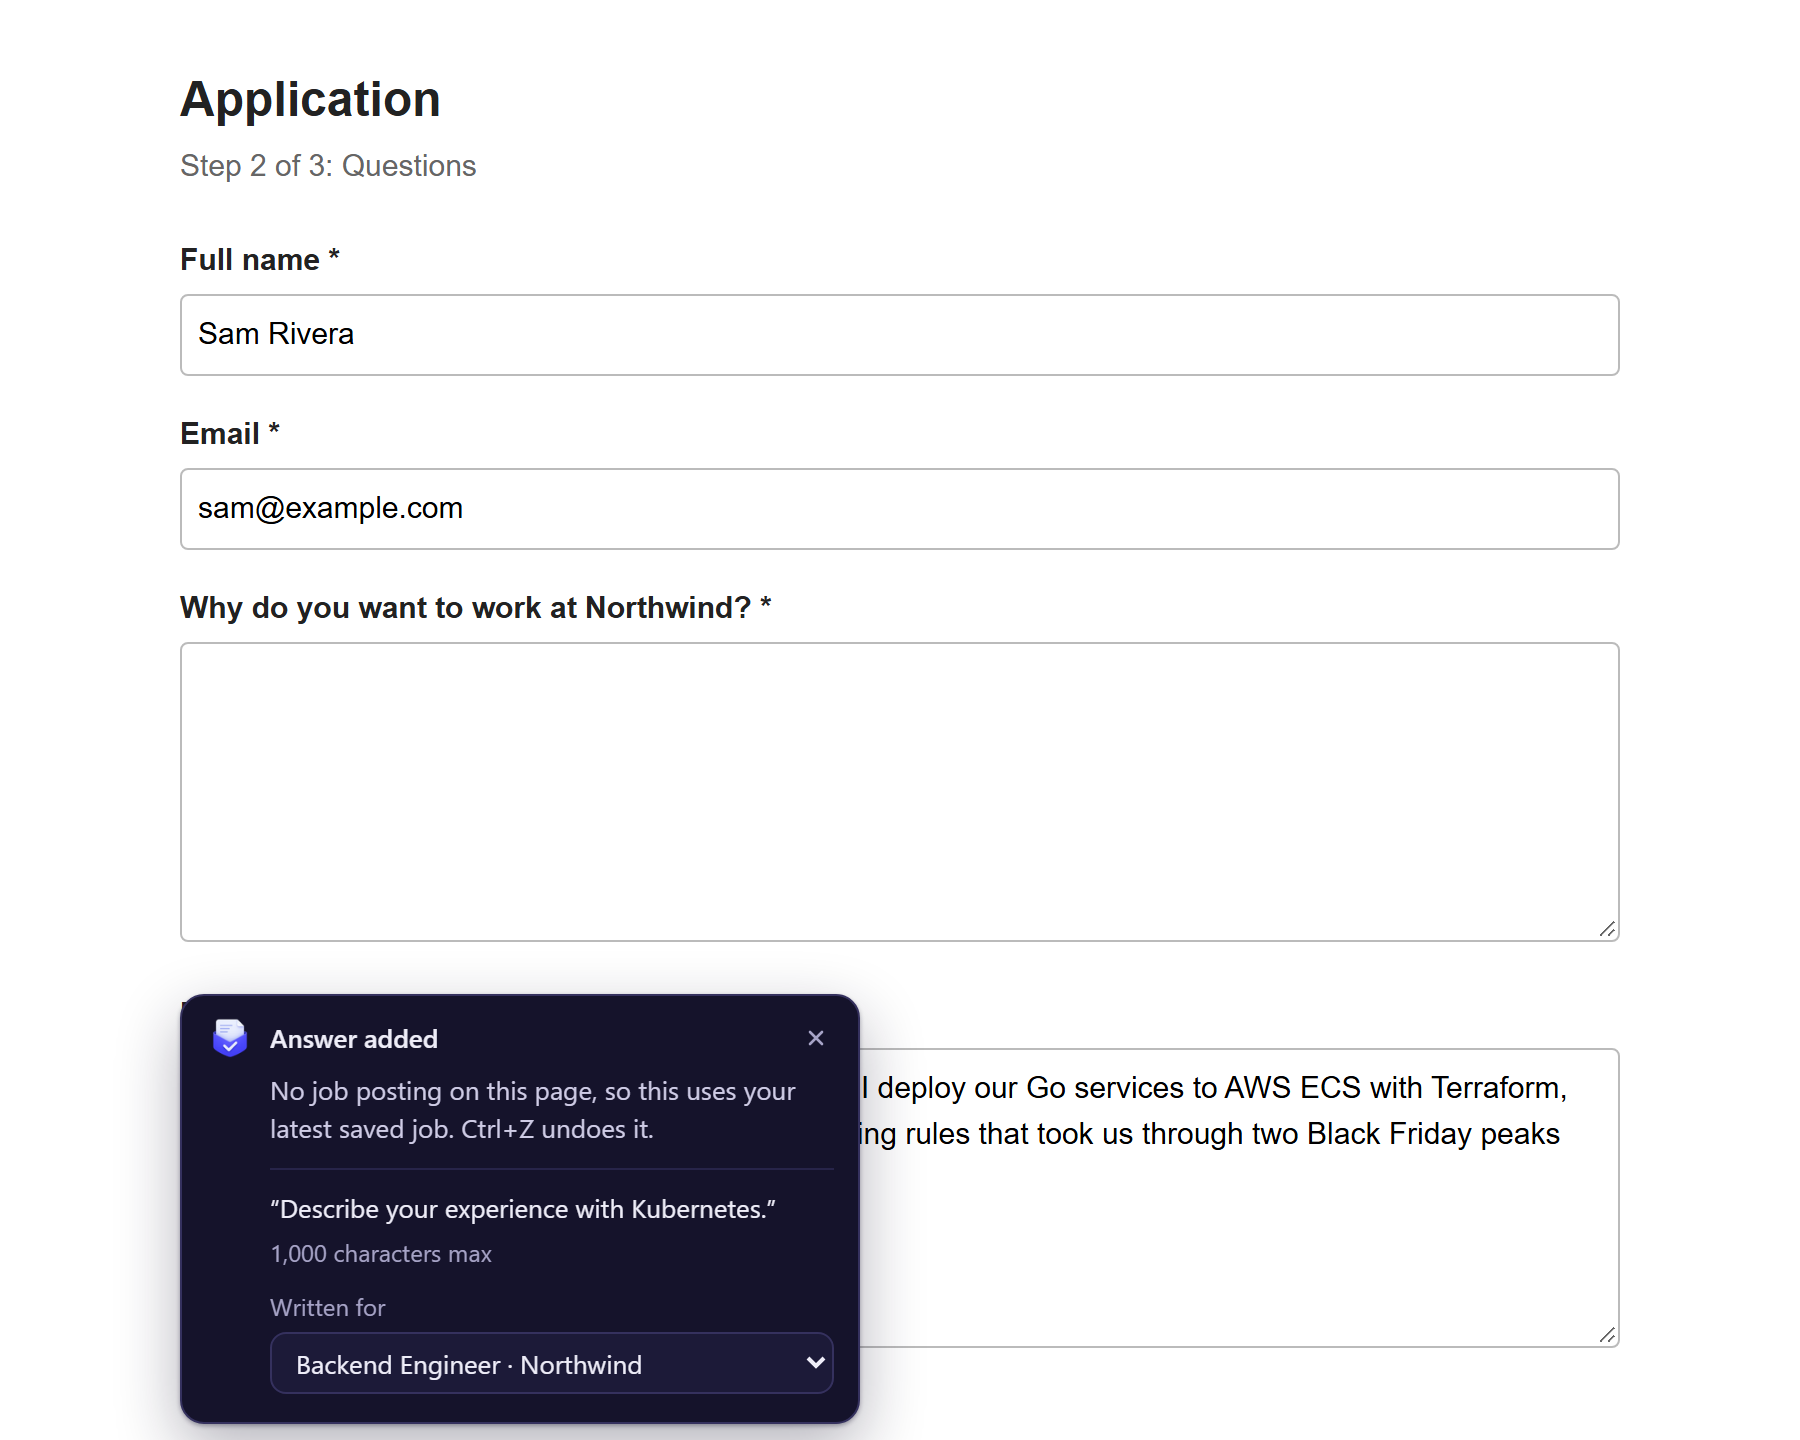 Application
Step 2 of 3: Questions
Full name *
Sam Rivera
Email *
sam@example.com
Why do you want to work at Northwind? *
Answer added
No job posting on this page, so this uses your
latest saved job. Ctrl+Z undoes it.
“Describe your experience with Kubernetes.”
1,000 characters max
Written for
Backend Engineer · Northwind
I deploy our Go services to AWS ECS with Terraform,
rules that took us through two Black Friday peaks